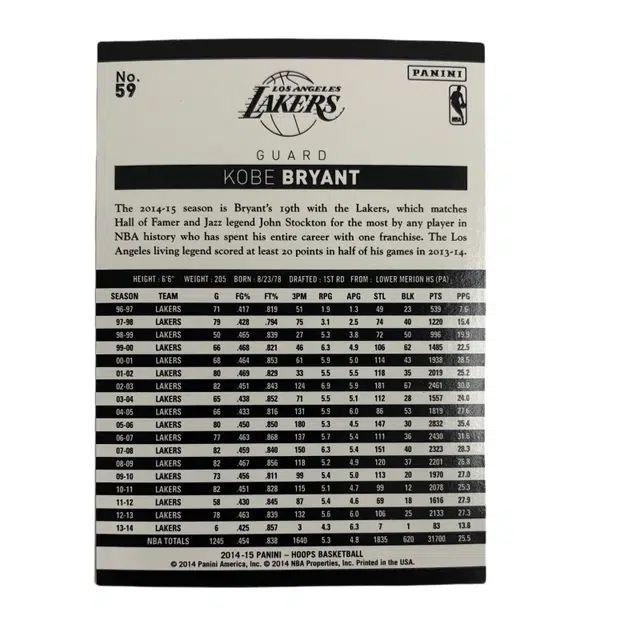 No.
59
LOS ANGELES
LAKERS
PANINI
NBA
GUARD
KOBE BRYANT
The 2014-15 season is Bryant's 19th with the Lakers, which matches
Hall of Famer and Jazz legend John Stockton for the most by any player in
NBA history who has spent his entire career with one franchise. The Los
Angeles living legend scored at least 20 points in half of his games in 2013-14.
HEIGHT : 6'6" WEIGHT : 205 BORN : 8/23/78 DRAFTED : 1ST RD FROM : LOWER MERION HS (PA)
SEASON TEAM G FG% FT% 3PM RPG APG STL BLK PTS PPG
96-97 LAKERS 71 .417 .819 51 1.9 1.3 49 23 539 7.6
97-98 LAKERS 79 .428 .794 75 3.1 2.5 74 40 1220 15.4
98-99 LAKERS 50 .465 .839 27 5.3 3.8 72 50 996 19.9
99-00 LAKERS 66 .468 .821 46 6.3 4.9 106 62 1485 22.5
00-01 LAKERS 68 .464 .853 61 5.9 5.0 114 43 1938 28.5
01-02 LAKERS 80 .469 .829 33 5.5 5.5 118 35 2019 25.2
02-03 LAKERS 82 .451 .843 124 6.9 5.9 181 67 2461 30.0
03-04 LAKERS 65 .438 .852 71 5.5 5.1 112 28 1557 24.0
04-05 LAKERS 66 .433 .816 131 5.9 6.0 86 53 1819 27.6
05-06 LAKERS 80 .450 .850 180 5.3 4.5 147 30 2832 35.4
06-07 LAKERS 77 .463 .868 137 5.7 5.4 111 36 2430 31.6
07-08 LAKERS 82 .459 .840 150 6.3 5.4 151 40 2323 28.3
08-09 LAKERS 82 .467 .856 118 5.2 4.9 120 37 2201 26.8
09-10 LAKERS 73 .456 .811 99 5.4 5.0 113 20 1970 27.0
10-11 LAKERS 82 .451 .828 115 5.1 4.7 99 12 2078 25.3
11-12 LAKERS 58 .430 .845 87 5.4 4.6 69 18 1616 27.9
12-13 LAKERS 78 .463 .839 132 5.6 6.0 106 25 2133 27.3
13-14 LAKERS 6 .425 .857 3 4.3 6.3 7 1 83 13.8
NBA TOTALS 1245 .454 .838 1640 5.3 4.8 1835 620 31700 25.5
2014-15 PANINI – HOOPS BASKETBALL
© 2014 Panini America, Inc. © 2014 NBA Properties, Inc. Printed in the USA.